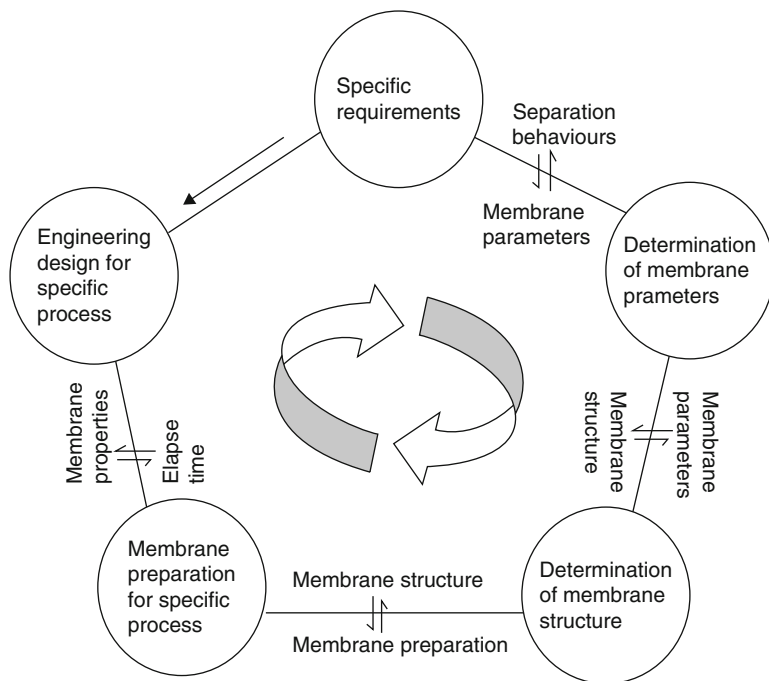 Specific
requirements
Separation
behaviours
Membrane
parameters
Determination
of membrane
prameters
Membrane
structure
Membrane
parameters
Determination
of membrane
structure
Membrane structure
Membrane preparation
Membrane
preparation
for specific
process
Membrane
properties
Elapse
time
Engineering
design for
specific
process